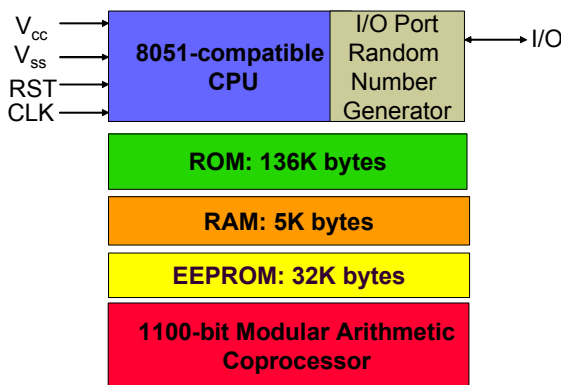 Vcc
Vss
RST
CLK
8051-compatible
CPU
I/O Port
Random
Number
Generator
I/O
ROM: 136K bytes
RAM: 5K bytes
EEPROM: 32K bytes
1100-bit Modular Arithmetic
Coprocessor